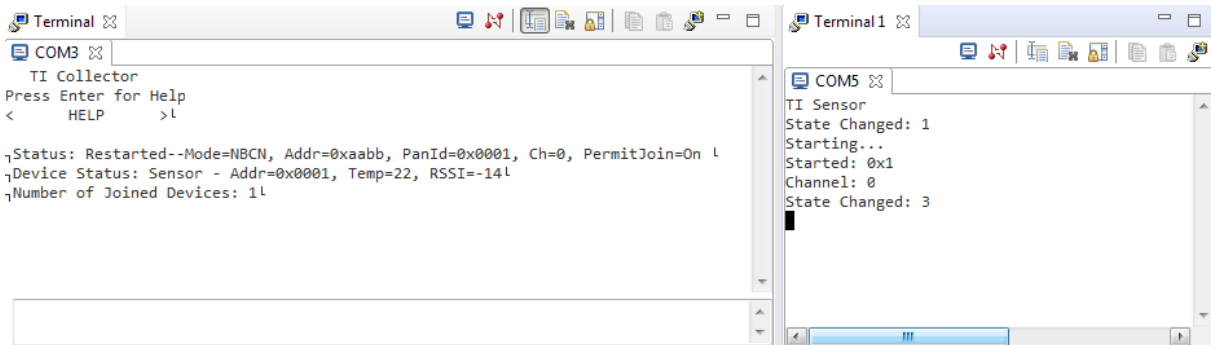 Terminal
COM3
TI Collector
Press Enter for Help
< HELP >└
┐Status: Restarted--Mode=NBCN, Addr=0xaabb, PanId=0x0001, Ch=0, PermitJoin=On └
┐Device Status: Sensor - Addr=0x0001, Temp=22, RSSI=-14└
┐Number of Joined Devices: 1└
Terminal 1
COM5
TI Sensor
State Changed: 1
Starting...
Started: 0x1
Channel: 0
State Changed: 3